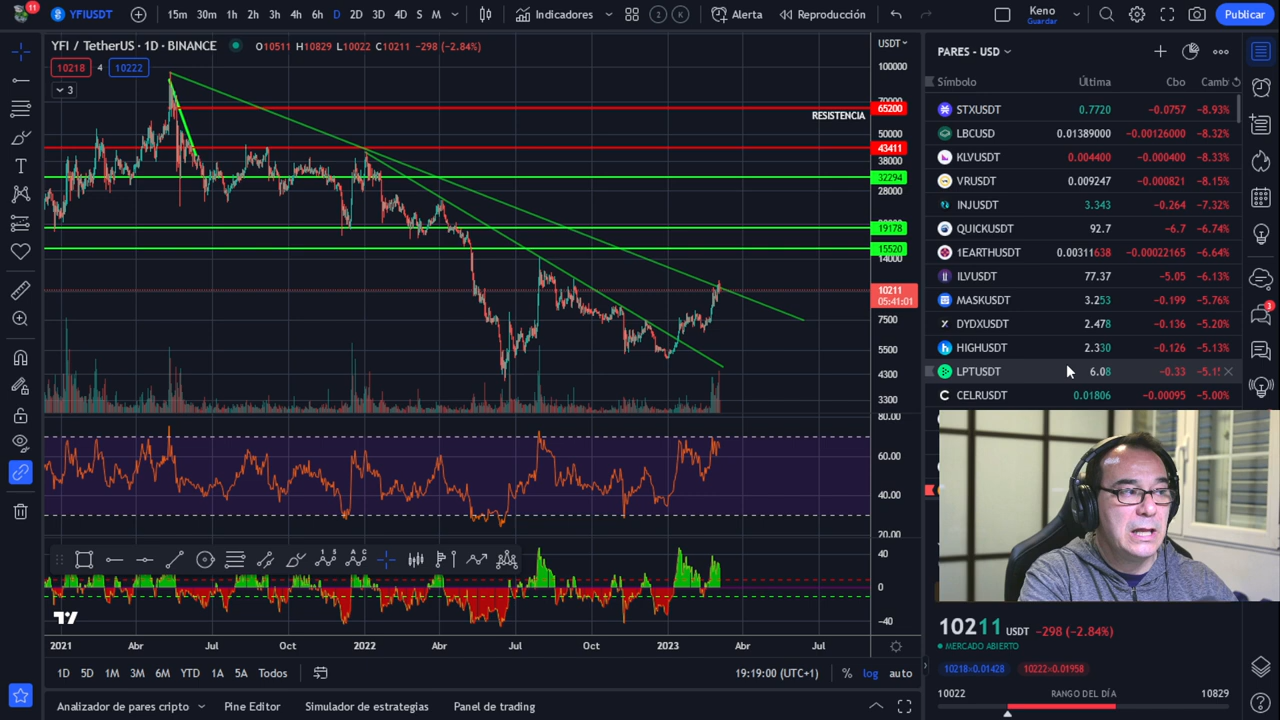 11
YFIUSDT
15m 30m 1h 2h 3h 4h 6h D 2D 3D 4D S M
Indicadores
2 K
Alerta
Reproducción
Keno
Guardar
Publicar
YFI / TetherUS · 1D · BINANCE
O10511 H10829 L10022 C10211 −298 (−2.84%)
10218 4 10222
3
USDT
100000
65200
RESISTENCIA
50000
43411
38000
32294
28000
19178
15520
14000
10211
05:41:01
7500
5500
4300
3300
80.00
60.00
40.00
20.00
40
0
−40
2021 Abr Jul Oct 2022 Abr Jul Oct 2023 Abr Jul
1D 5D 1M 3M 6M YTD 1A 5A Todos
19:19:00 (UTC+1) % log auto
Analizador de pares cripto Pine Editor Simulador de estrategias Panel de trading
PARES - USD
Símbolo Última Cbo Camb
STXUSDT 0.7720 −0.0757 −8.93%
LBCUSD 0.01389000 −0.00126000 −8.32%
KLVUSDT 0.004400 −0.000400 −8.33%
VRUSDT 0.009247 −0.000821 −8.15%
INJUSDT 3.343 −0.264 −7.32%
QUICKUSDT 92.7 −6.7 −6.74%
1EARTHUSDT 0.00311638 −0.00022165 −6.64%
ILVUSDT 77.37 −5.05 −6.13%
MASKUSDT 3.253 −0.199 −5.76%
DYDXUSDT 2.478 −0.136 −5.20%
HIGHUSDT 2.330 −0.126 −5.13%
LPTUSDT 6.08 −0.33 −5.1
CELRUSDT 0.01806 −0.00095 −5.00%
3
10211 USDT −298 (−2.84%)
MERCADO ABIERTO
10218×0.01428 10222×0.01958
10022 RANGO DEL DÍA 10829